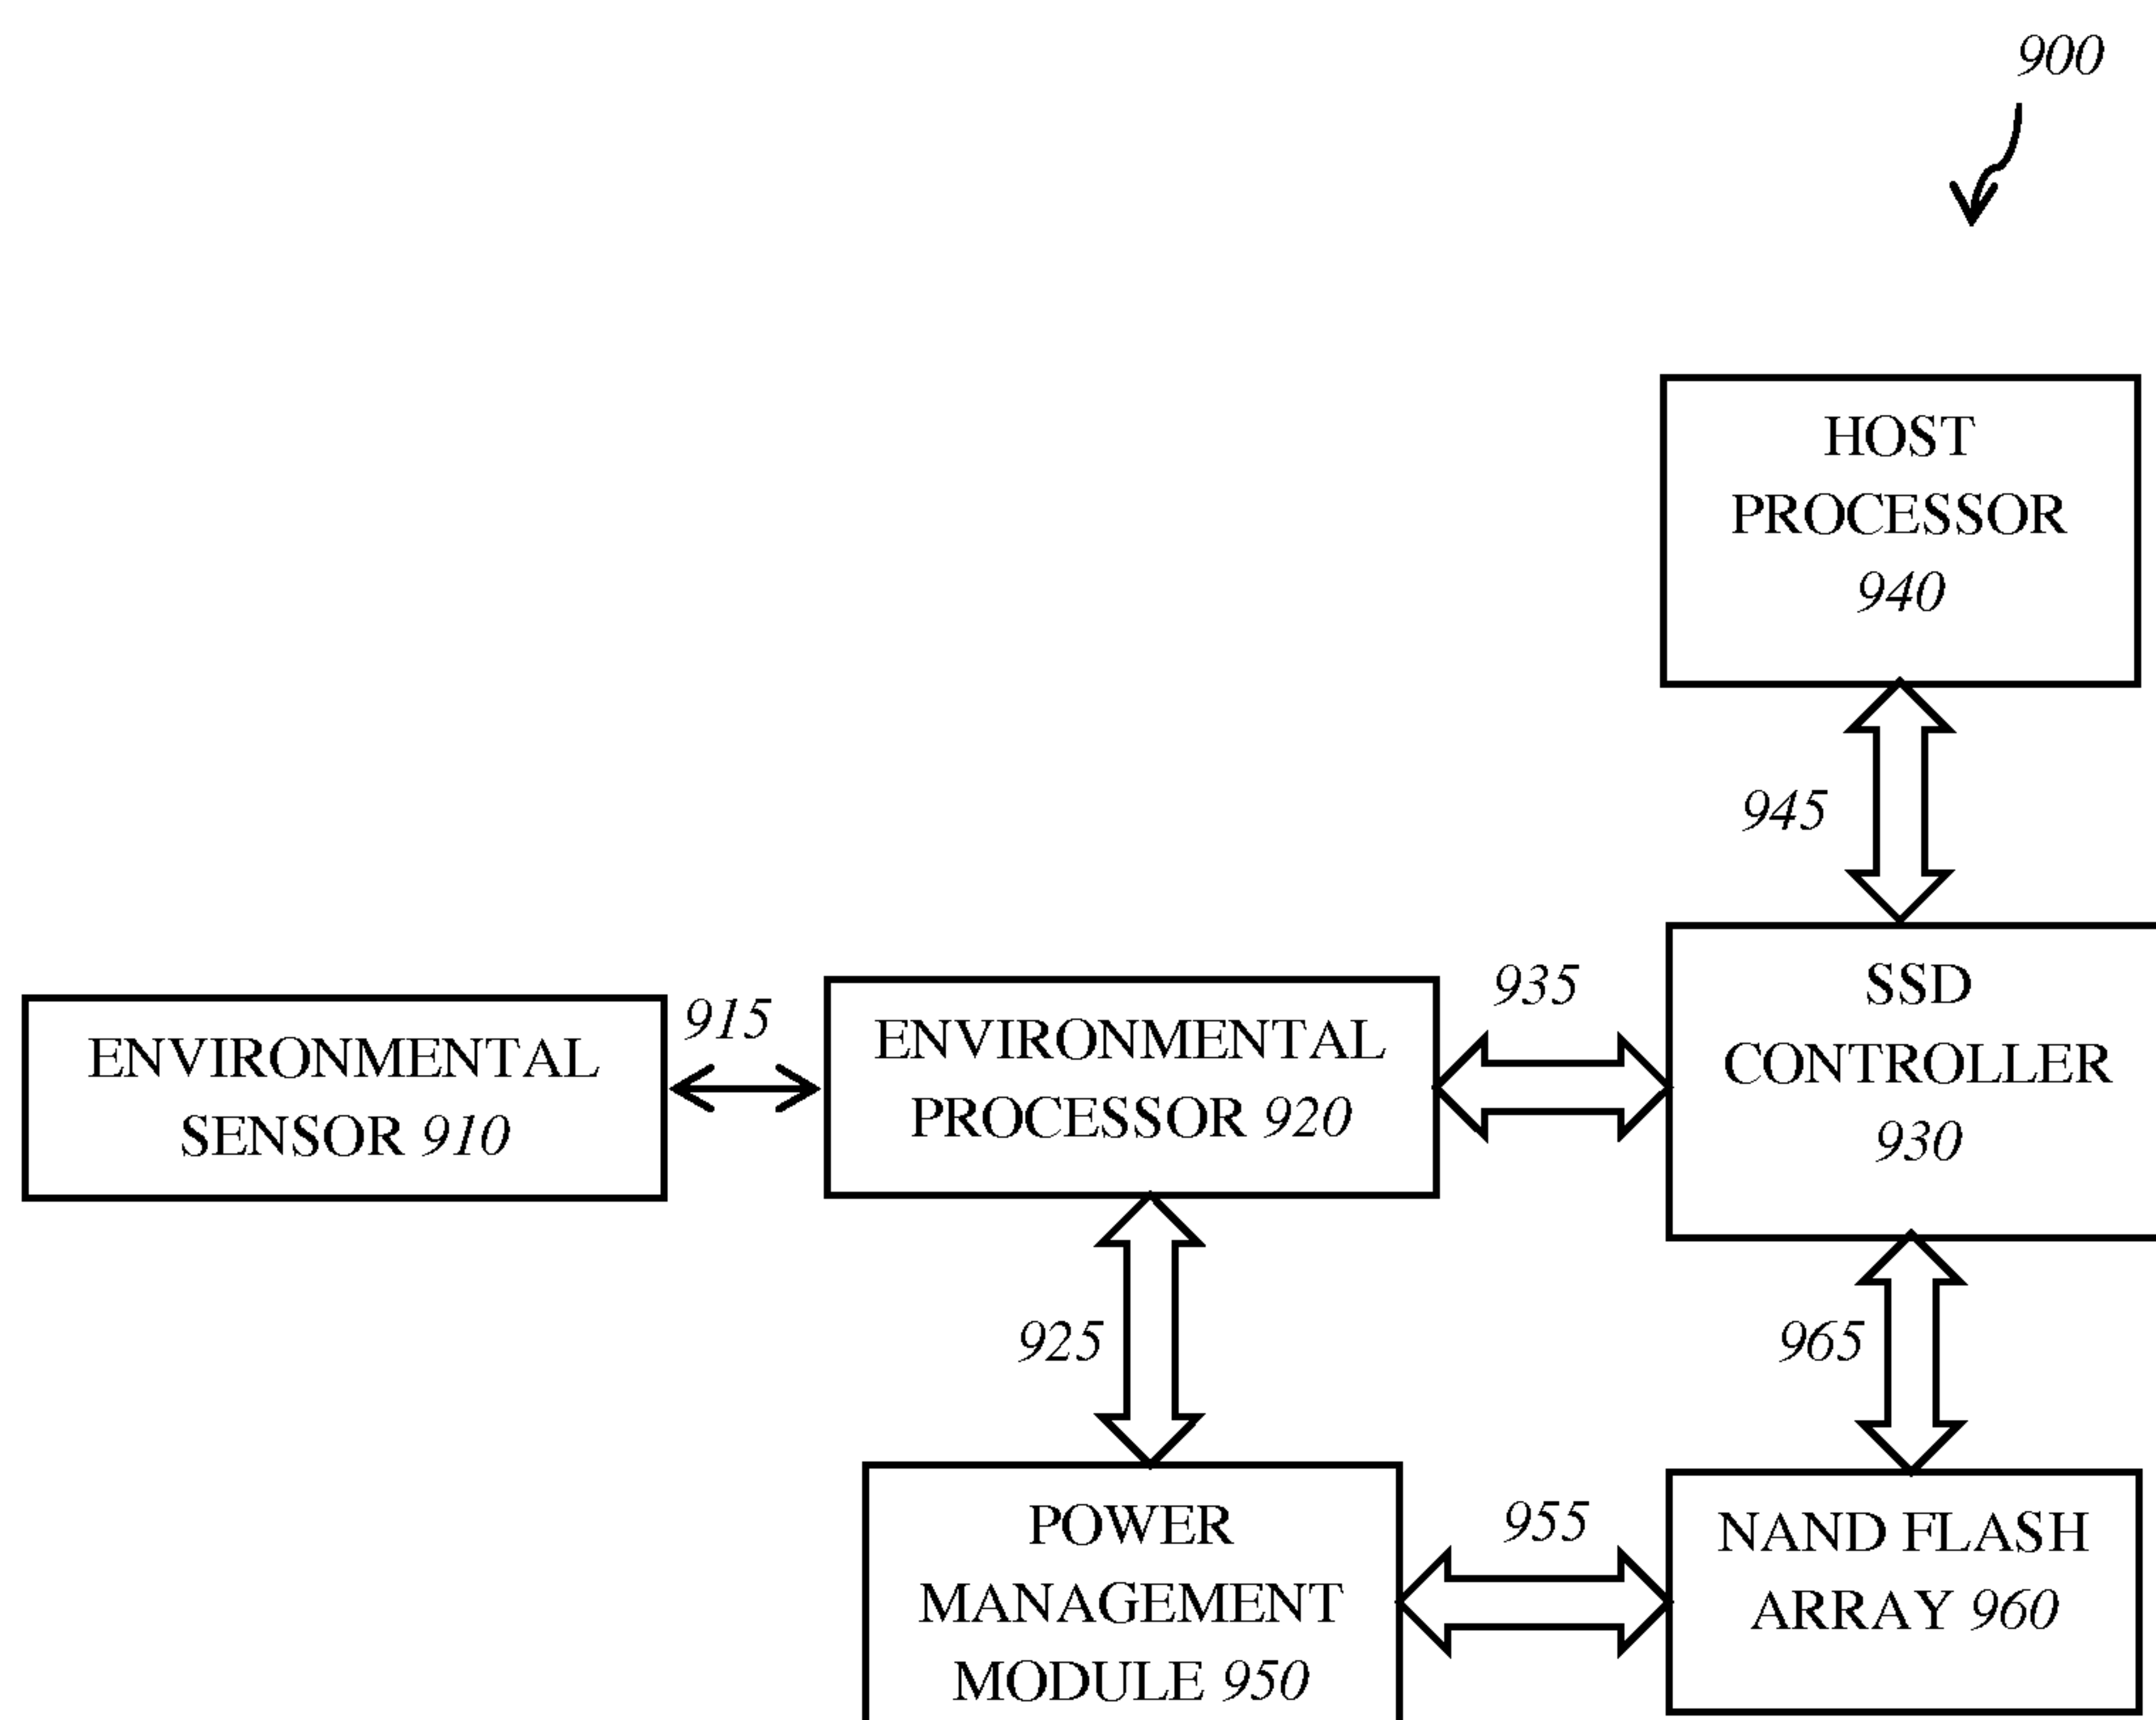 900
HOST
PROCESSOR
940
945
SSD
CONTROLLER
930
935
ENVIRONMENTAL
PROCESSOR 920
915
ENVIRONMENTAL
SENSOR 910
925
965
POWER
MANAGEMENT
MODULE 950
955
NAND FLASH
ARRAY 960